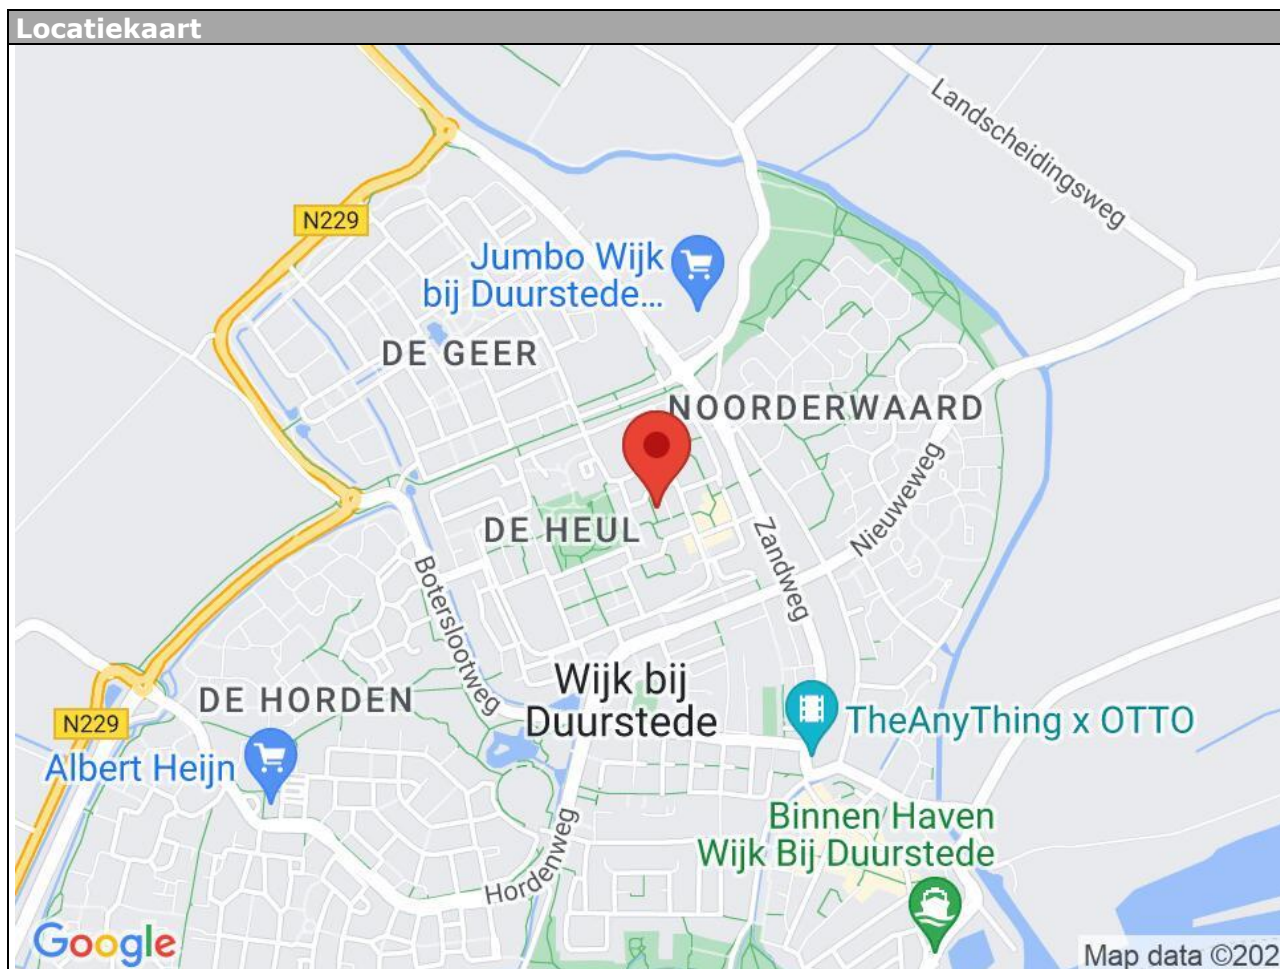 Locatiekaart
Landscheidingsweg
N229
Jumbo Wijk
bij Duurstede...
DE GEER
NOORDERWAARD
Nieuweweg
DE HEUL
Zandweg
Boterslootweg
Wijk bij
Duurstede
DE HORDEN
N229
TheAnyThing x OTTO
Albert Heijn
Binnen Haven
Wijk Bij Duurstede
Hordenweg
Google
Map data ©202